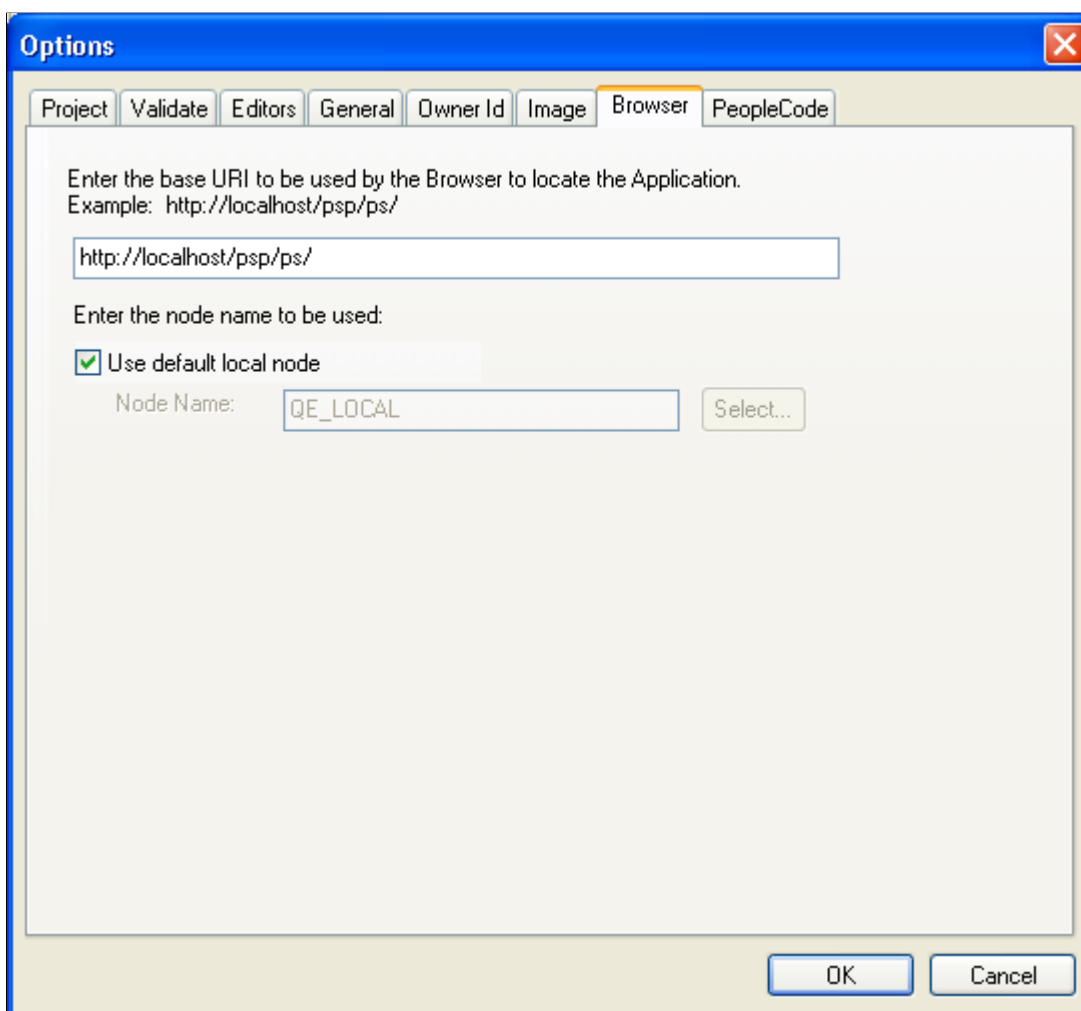 Options
Project Validate Editors General Owner Id Image Browser PeopleCode
Enter the base URI to be used by the Browser to locate the Application.
Example: http://localhost/psp/ps/
http://localhost/psp/ps/
Enter the node name to be used:
Use default local node
Node Name: QE_LOCAL Select...
OK Cancel